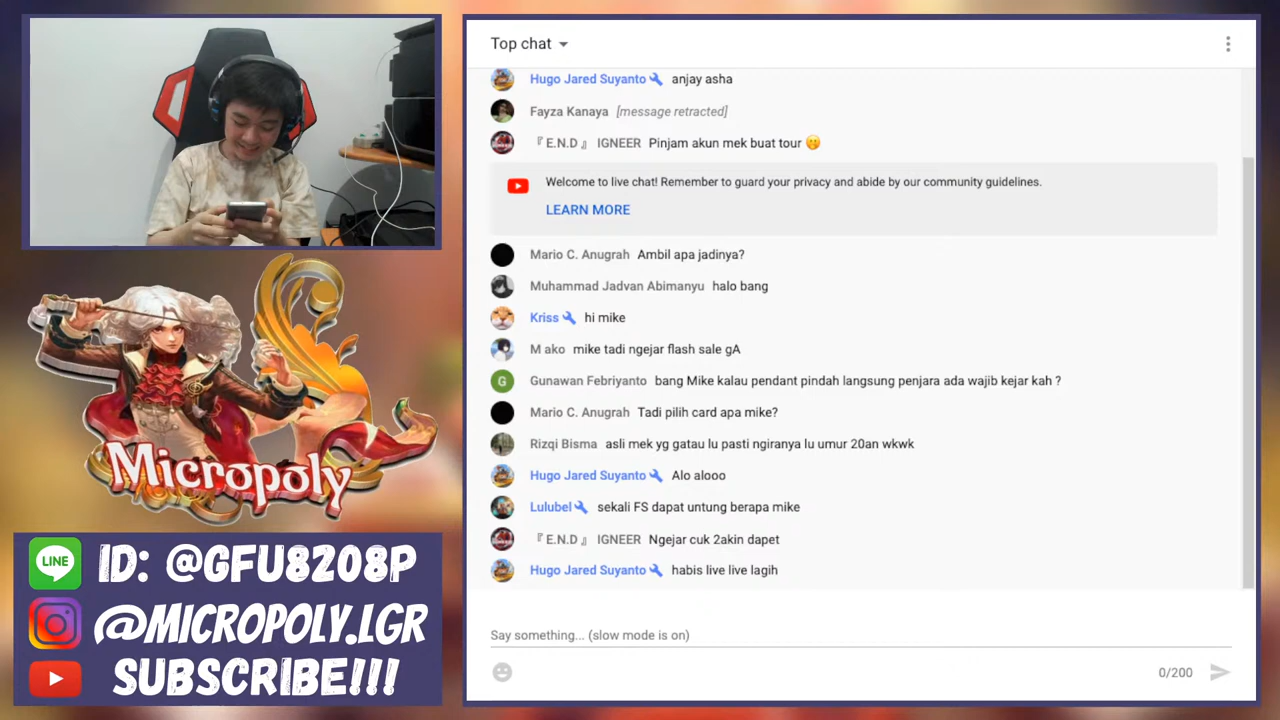 Top chat
Hugo Jared Suyanto anjay asha
Fayza Kanaya [message retracted]
『 E.N.D 』 IGNEER Pinjam akun mek buat tour 🤭
Welcome to live chat! Remember to guard your privacy and abide by our community guidelines.
LEARN MORE
Mario C. Anugrah Ambil apa jadinya?
Muhammad Jadvan Abimanyu halo bang
Kriss hi mike
M ako mike tadi ngejar flash sale gA
G Gunawan Febriyanto bang Mike kalau pendant pindah langsung penjara ada wajib kejar kah ?
Mario C. Anugrah Tadi pilih card apa mike?
Rizqi Bisma asli mek yg gatau lu pasti ngiranya lu umur 20an wkwk
Hugo Jared Suyanto Alo alooo
Lulubel sekali FS dapat untung berapa mike
『 E.N.D 』 IGNEER Ngejar cuk 2akin dapet
Hugo Jared Suyanto habis live live lagih
Say something... (slow mode is on)
0/200
Micropoly
LINE ID: @GFU8208P
@MICROPOLY.LGR
SUBSCRIBE!!!